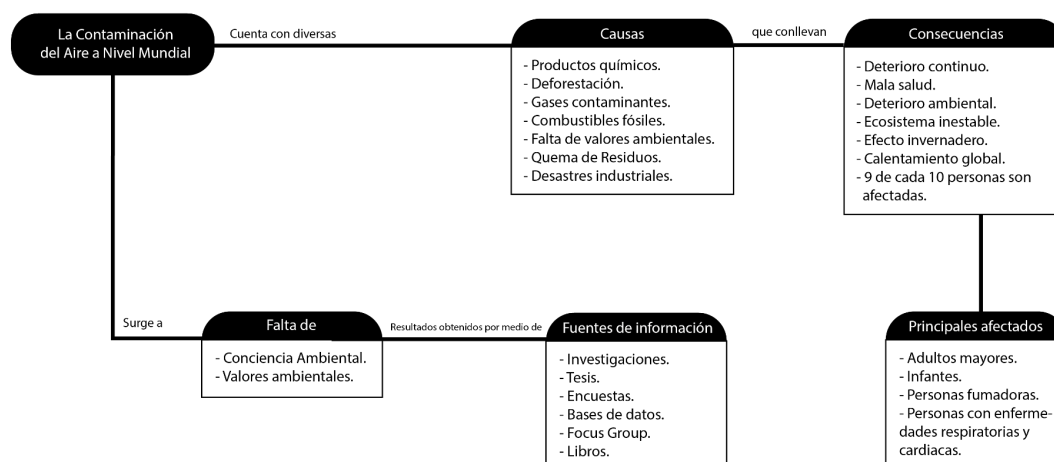 La Contaminación
del Aire a Nivel Mundial
Cuenta con diversas
Causas
- Productos químicos.
- Deforestación.
- Gases contaminantes.
- Combustibles fósiles.
- Falta de valores ambientales.
- Quema de Residuos.
- Desastres industriales.
que conllevan
Consecuencias
- Deterioro continuo.
- Mala salud.
- Deterioro ambiental.
- Ecosistema inestable.
- Efecto invernadero.
- Calentamiento global.
- 9 de cada 10 personas son
afectadas.
Surge a
Falta de
- Conciencia Ambiental.
- Valores ambientales.
Resultados obtenidos por medio de
Fuentes de información
- Investigaciones.
- Tesis.
- Encuestas.
- Bases de datos.
- Focus Group.
- Libros.
Principales afectados
- Adultos mayores.
- Infantes.
- Personas fumadoras.
- Personas con enferme-
dades respiratorias y
cardiacas.